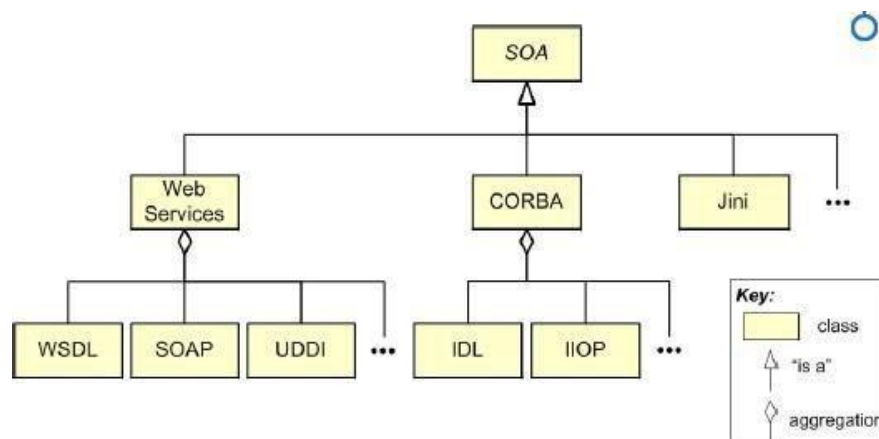 SOA
Web
Services
CORBA
Jini
...
WSDL
SOAP
UDDI
...
IDL
IIOP
...
Key:
class
"is a"
aggregation